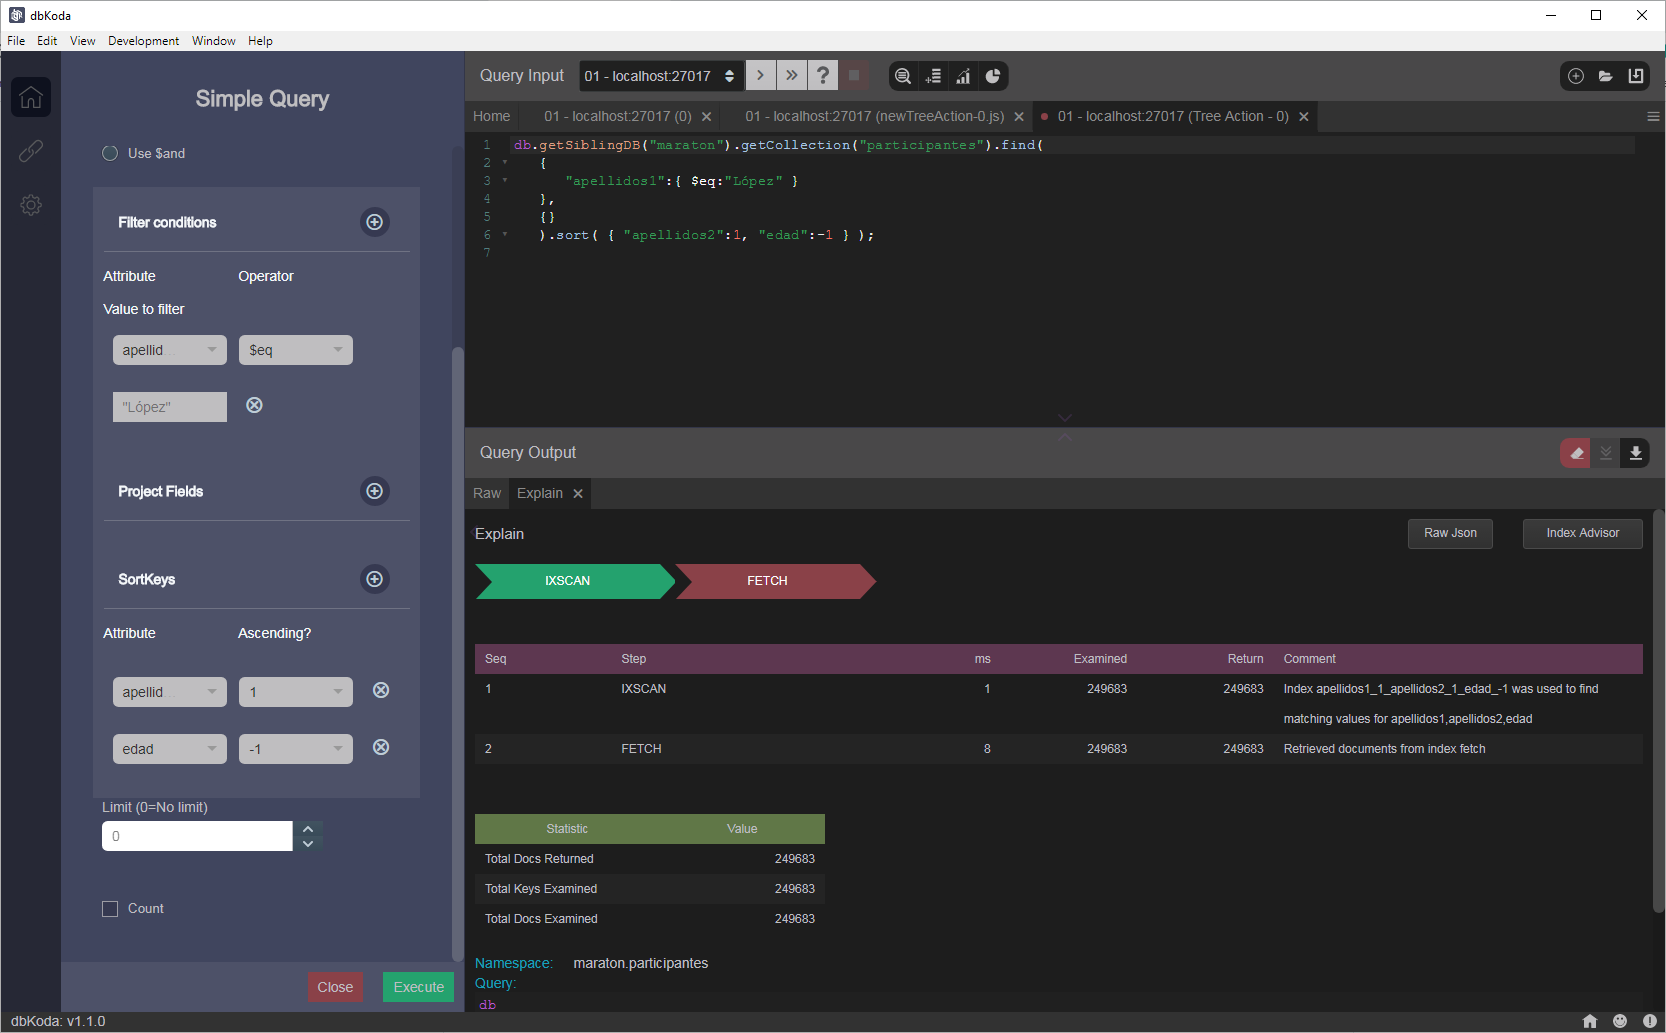 dbKoda
File Edit View Development Window Help
Simple Query
Use $and
Filter conditions
Attribute Operator
Value to filter
apellid $eq
"López"
Project Fields
SortKeys
Attribute Ascending?
apellid 1
edad -1
Limit (0=No limit)
0
Count
Close Execute
Query Input 01 - localhost:27017
Home 01 - localhost:27017 (0) 01 - localhost:27017 (newTreeAction-0.js) 01 - localhost:27017 (Tree Action - 0)
1 db.getSiblingDB("maraton").getCollection("participantes").find(
2 {
3 "apellidos1":{ $eq:"López" }
4 },
5 {}
6 ).sort( { "apellidos2":1, "edad":-1 } );
7
Query Output
Raw Explain
Explain Raw Json Index Advisor
IXSCAN FETCH
Seq Step ms Examined Return Comment
1 IXSCAN 1 249683 249683 Index apellidos1_1_apellidos2_1_edad_-1 was used to find
matching values for apellidos1,apellidos2,edad
2 FETCH 8 249683 249683 Retrieved documents from index fetch
Statistic Value
Total Docs Returned 249683
Total Keys Examined 249683
Total Docs Examined 249683
Namespace: maraton.participantes
Query:
db
dbKoda: v1.1.0